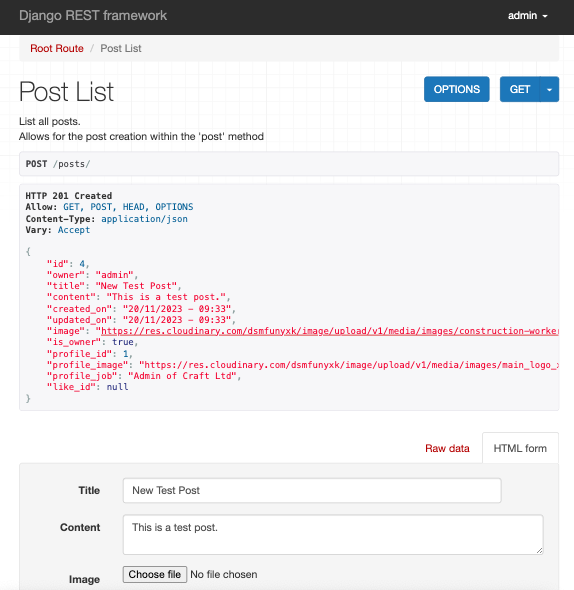 Django REST framework
admin
Root Route / Post List
Post List
OPTIONS
GET
List all posts.
Allows for the post creation within the 'post' method
POST /posts/
HTTP 201 Created
Allow: GET, POST, HEAD, OPTIONS
Content-Type: application/json
Vary: Accept
{
"id": 4,
"owner": "admin",
"title": "New Test Post",
"content": "This is a test post.",
"created_on": "20/11/2023 - 09:33",
"updated_on": "20/11/2023 - 09:33",
"image": "https://res.cloudinary.com/dsmfunyxk/image/upload/v1/media/images/construction-worker
"is_owner": true,
"profile_id": 1,
"profile_image": "https://res.cloudinary.com/dsmfunyxk/image/upload/v1/media/images/main_logo_
"profile_job": "Admin of Craft Ltd",
"like_id": null
}
Raw data
HTML form
Title
New Test Post
Content
This is a test post.
Image
Choose file No file chosen